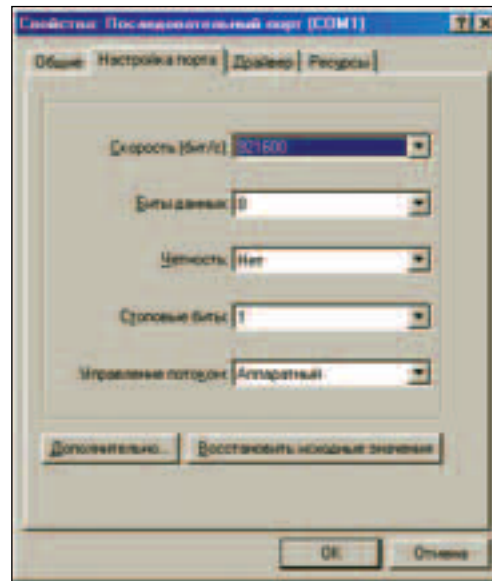 Свойства: Последовательный порт (COM1)
Общие Настройка порта Драйвер Ресурсы
Скорость (бит/с): 921600
Биты данных: 8
Четность: Нет
Стоповые биты: 1
Управление потоком: Аппаратный
Дополнительно... Восстановить исходные значения
OK Отмена